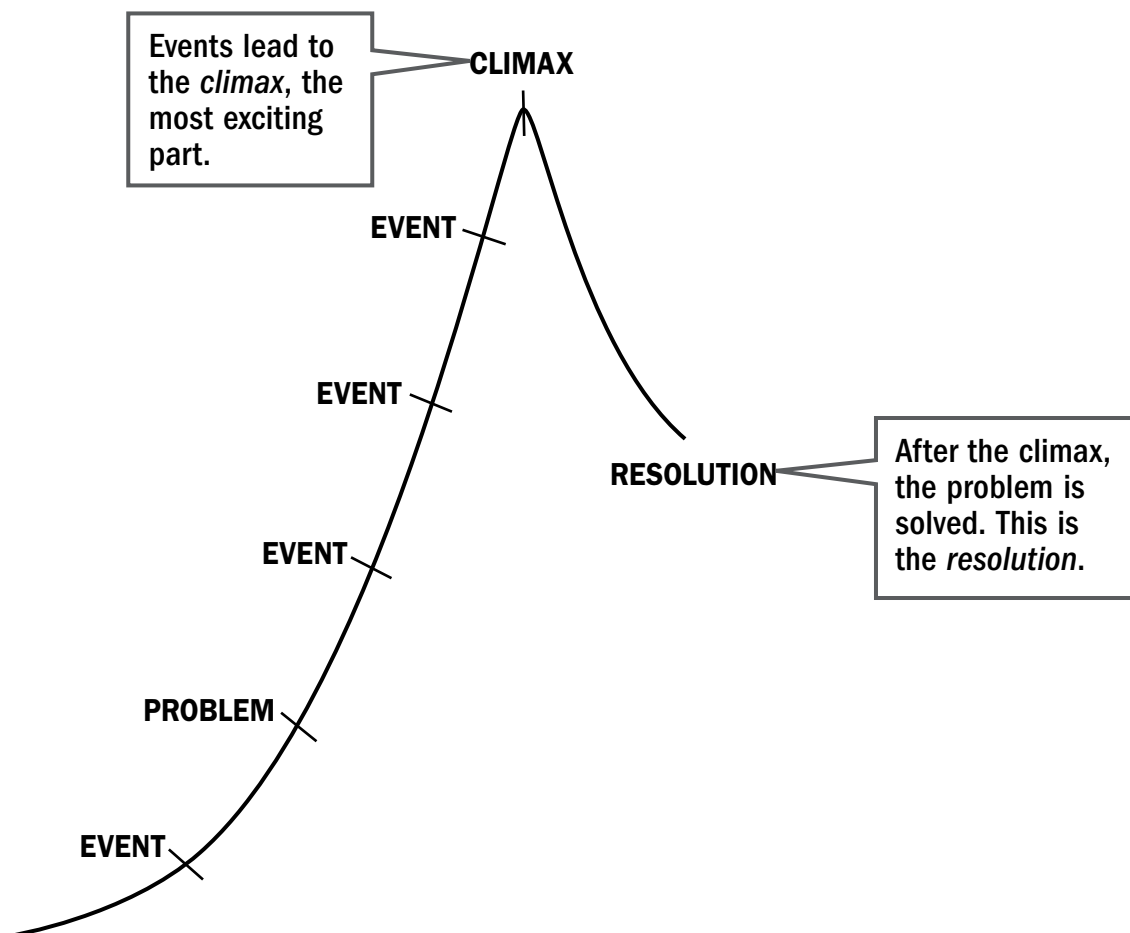 Events lead to
the climax, the
most exciting
part.
CLIMAX
EVENT
EVENT
EVENT
PROBLEM
EVENT
RESOLUTION
After the climax,
the problem is
solved. This is
the resolution.